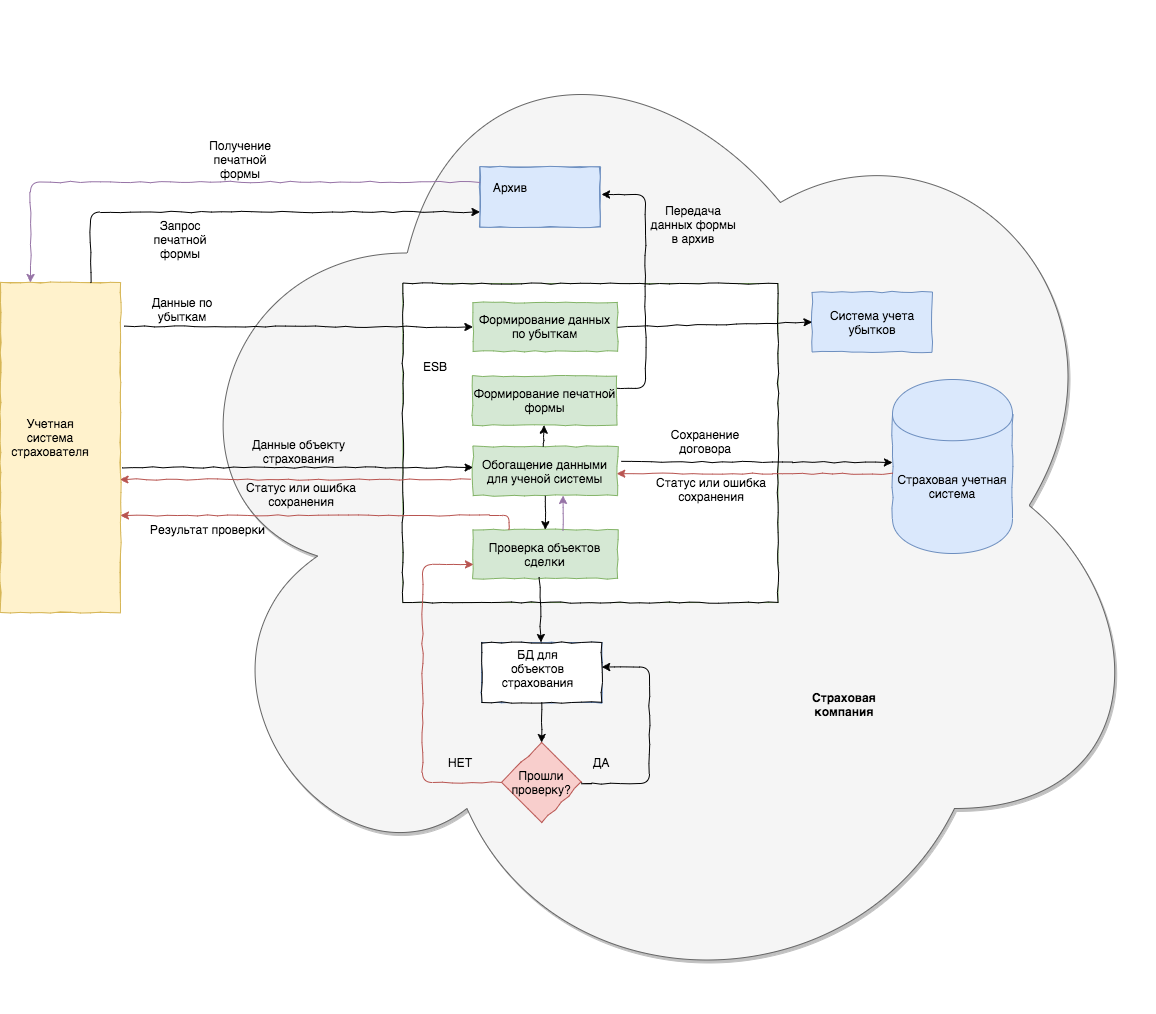 Получение
печатной
формы
Архив
Запрос
печатной
формы
Передача
данных формы
в архив
Данные по
убыткам
Формирование данных
по убыткам
Система учета
убытков
ESB
Формирование печатной
формы
Учетная
система
страхователя
Данные объекту
страхования
Обогащение данными
для ученой системы
Сохранение
договора
Статус или ошибка
сохранения
Статус или ошибка
сохранения
Страховая учетная
система
Результат проверки
Проверка объектов
сделки
БД для
объектов
страхования
Страховая
компания
НЕТ
ДА
Прошли
проверку?